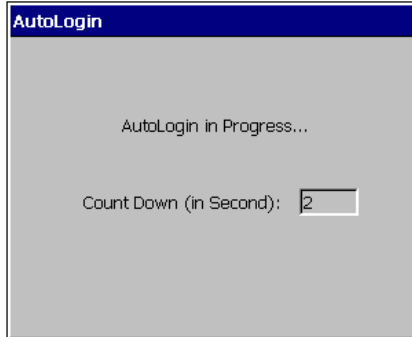 AutoLogin
AutoLogin in Progress...
Count Down (in Second): 2